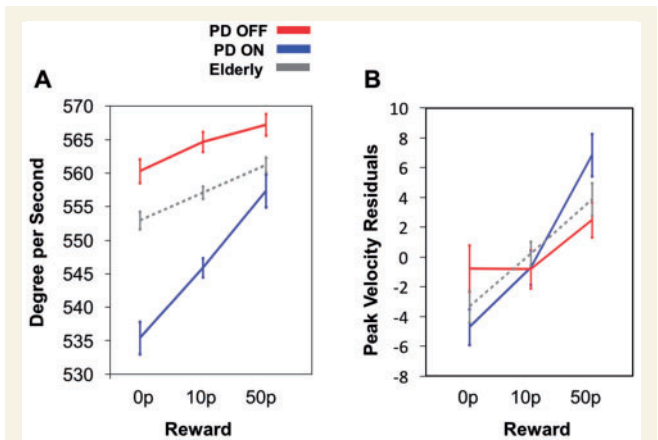 PD OFF
PD ON
Elderly
A
B
Degree per Second
570
565
560
555
550
545
540
535
530
0p 10p 50p
Reward
Peak Velocity Residuals
10
8
6
4
2
0
-2
-4
-6
-8
0p 10p 50p
Reward